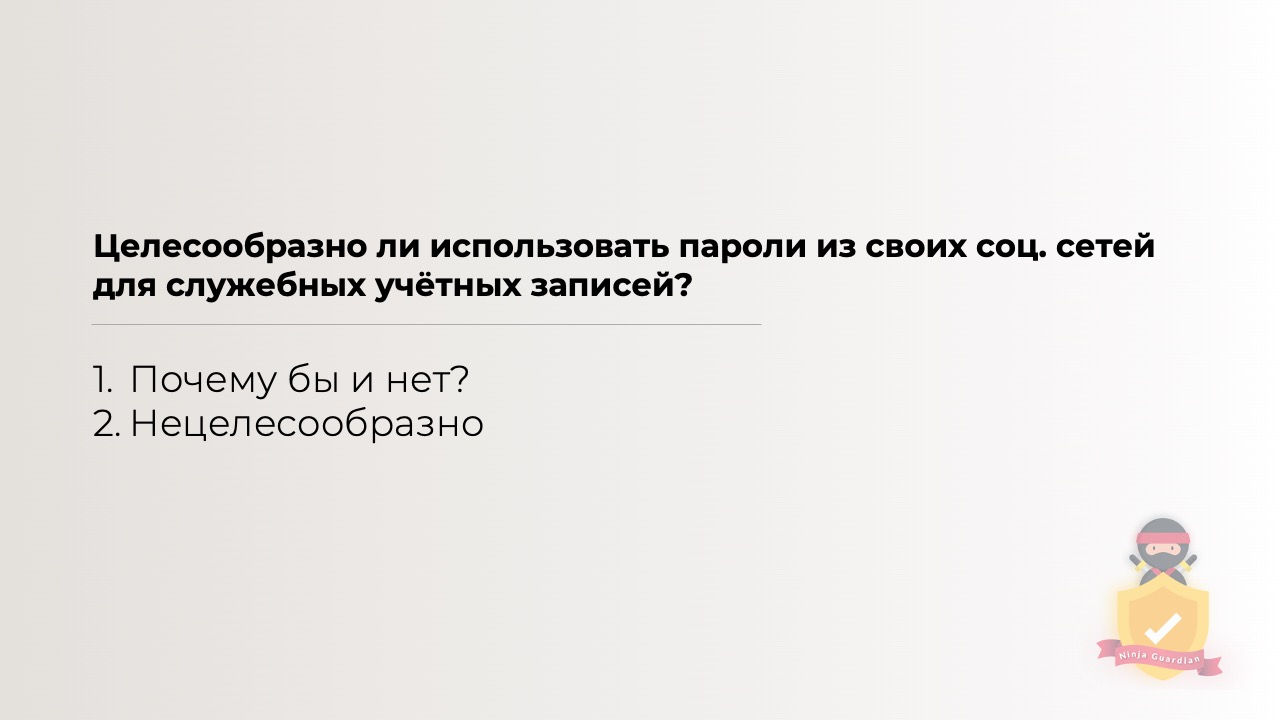 Целесообразно ли использовать пароли из своих соц. сетей
для служебных учётных записей?
1. Почему бы и нет?
2. Нецелесообразно
Ninja Guardian